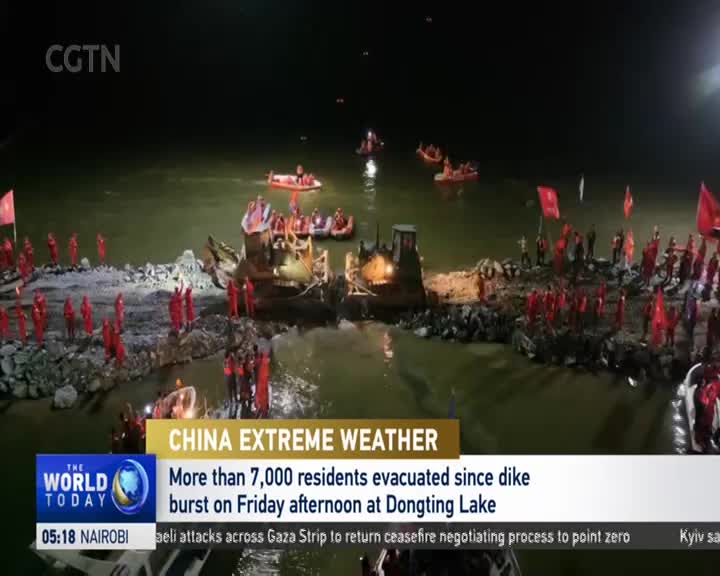 CGTN
CHINA EXTREME WEATHER
THE
WORLD
TODAY
More than 7,000 residents evacuated since dike
burst on Friday afternoon at Dongting Lake
05:18 NAIROBI
aeli attacks across Gaza Strip to return ceasefire negotiating process to point zero Kyiv sa